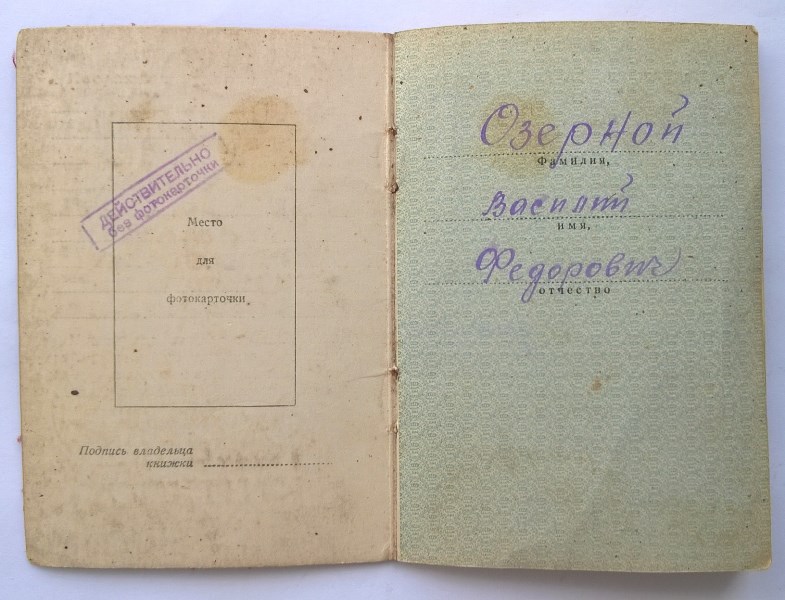 ДЕЙСТВИТЕЛЬНО
без фотокарточки
Место
для
фотокарточки
Подпись владельца
книжки
Озерной
Фамилия,
Василий
имя,
Федорович
отчество